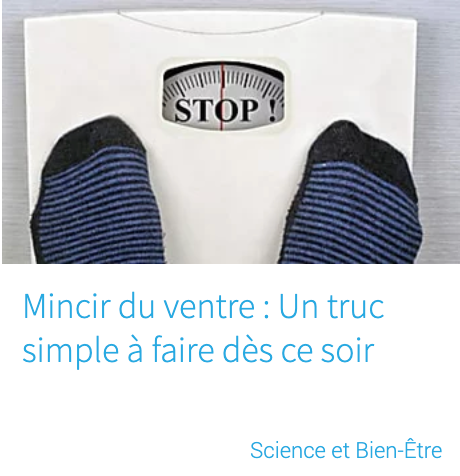 STOP !
Mincir du ventre : Un truc
simple à faire dès ce soir
Science et Bien-Être